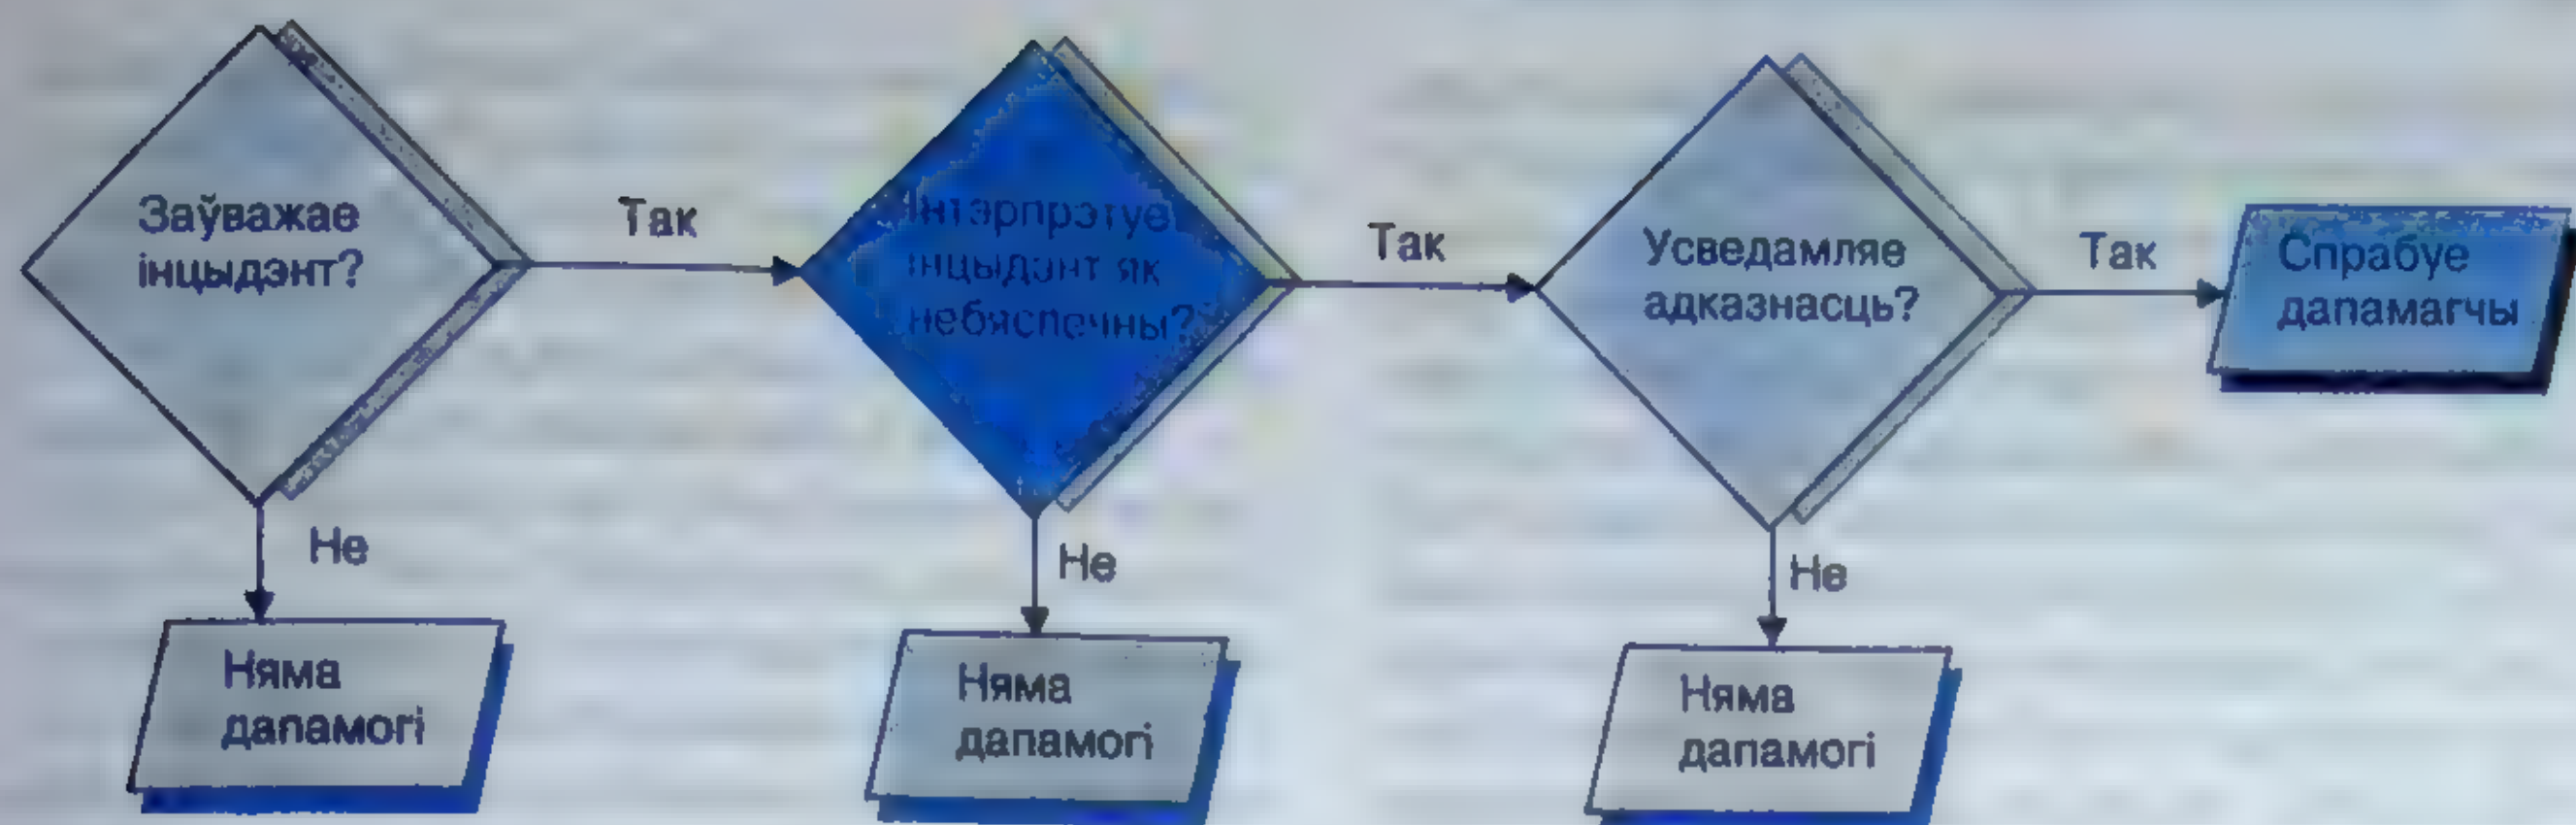 Заўважае
інцыдэнт?
Так
Інтэрпрэтуе
інцыдэнт як
небяспечны?
Так
Усведамляе
адказнасць?
Так
Спрабуе
дапамагчы
Не
Няма
дапамогі
Не
Няма
дапамогі
Не
Няма
дапамогі